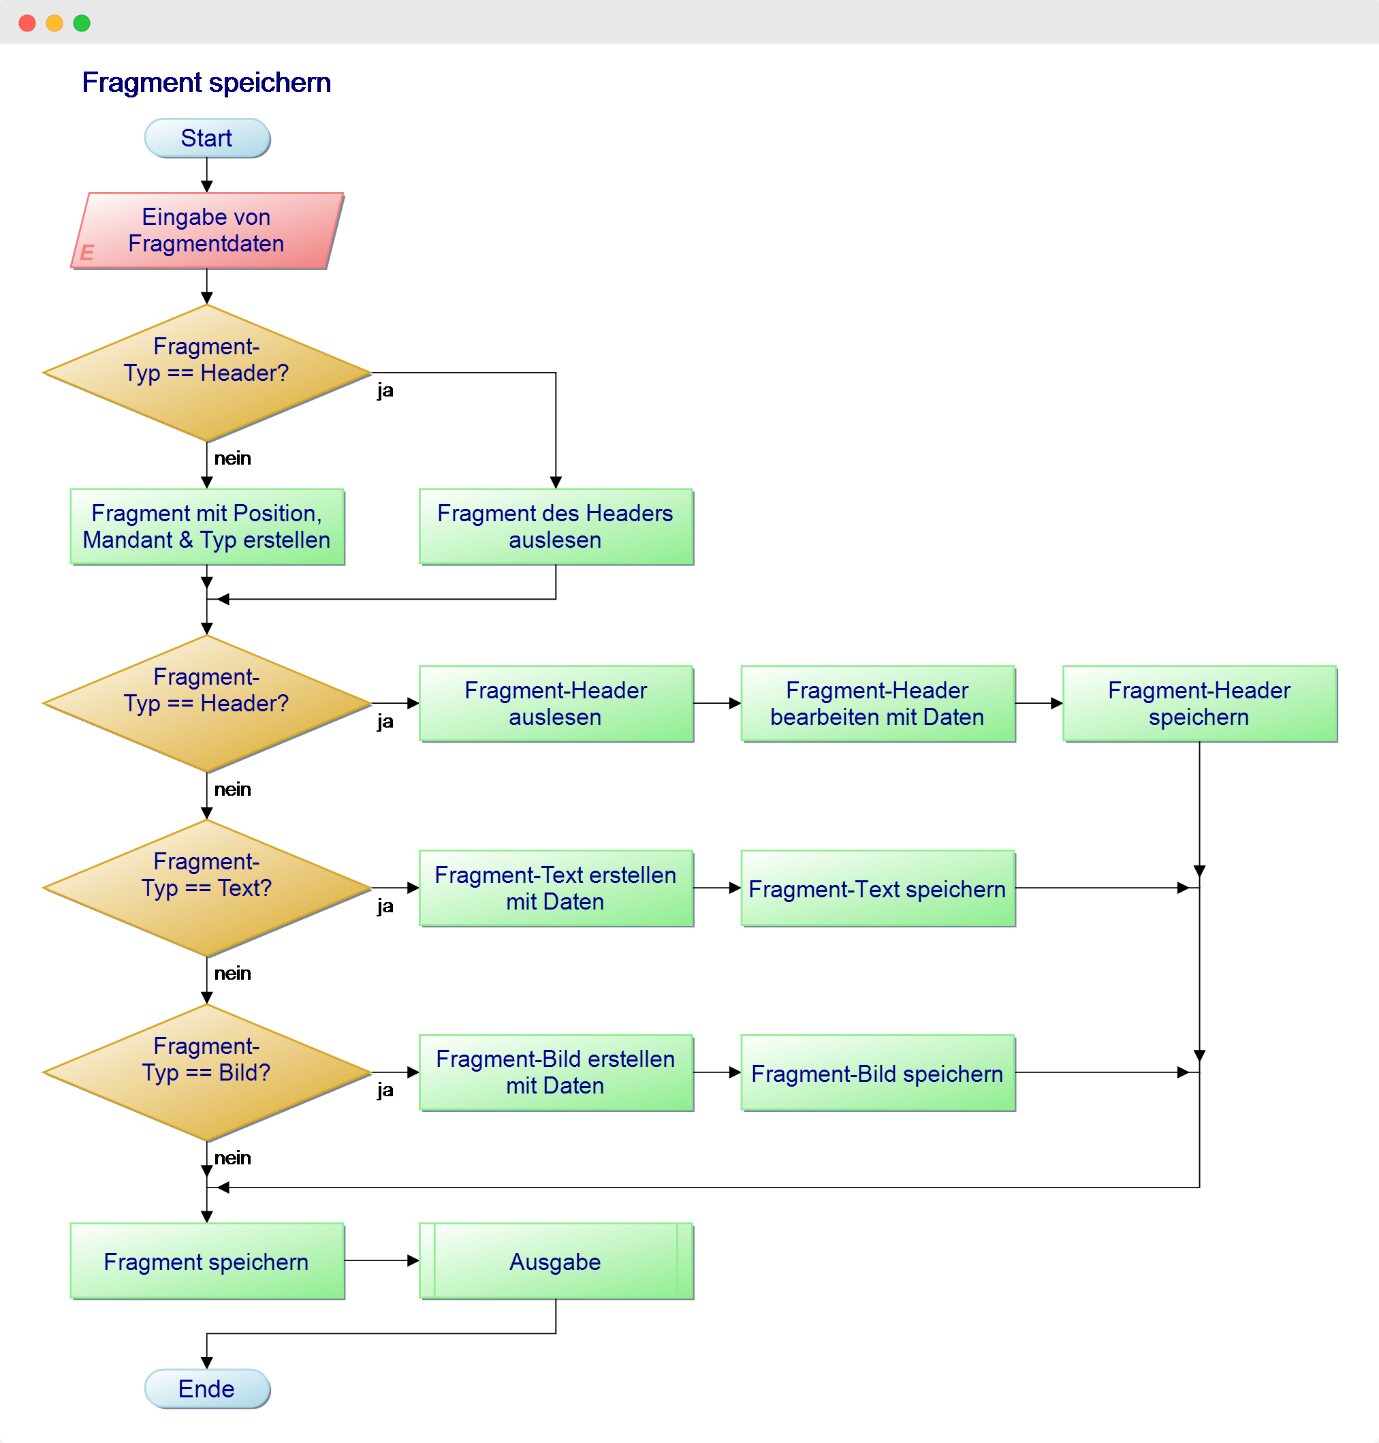 Fragment speichern
Start
Eingabe von
Fragmentdaten
E
Fragment-
Typ == Header?
ja
nein
Fragment mit Position,
Mandant & Typ erstellen
Fragment des Headers
auslesen
Fragment-
Typ == Header?
ja
Fragment-Header
auslesen
Fragment-Header
bearbeiten mit Daten
Fragment-Header
speichern
nein
Fragment-
Typ == Text?
ja
Fragment-Text erstellen
mit Daten
Fragment-Text speichern
nein
Fragment-
Typ == Bild?
ja
Fragment-Bild erstellen
mit Daten
Fragment-Bild speichern
nein
Fragment speichern
Ausgabe
Ende